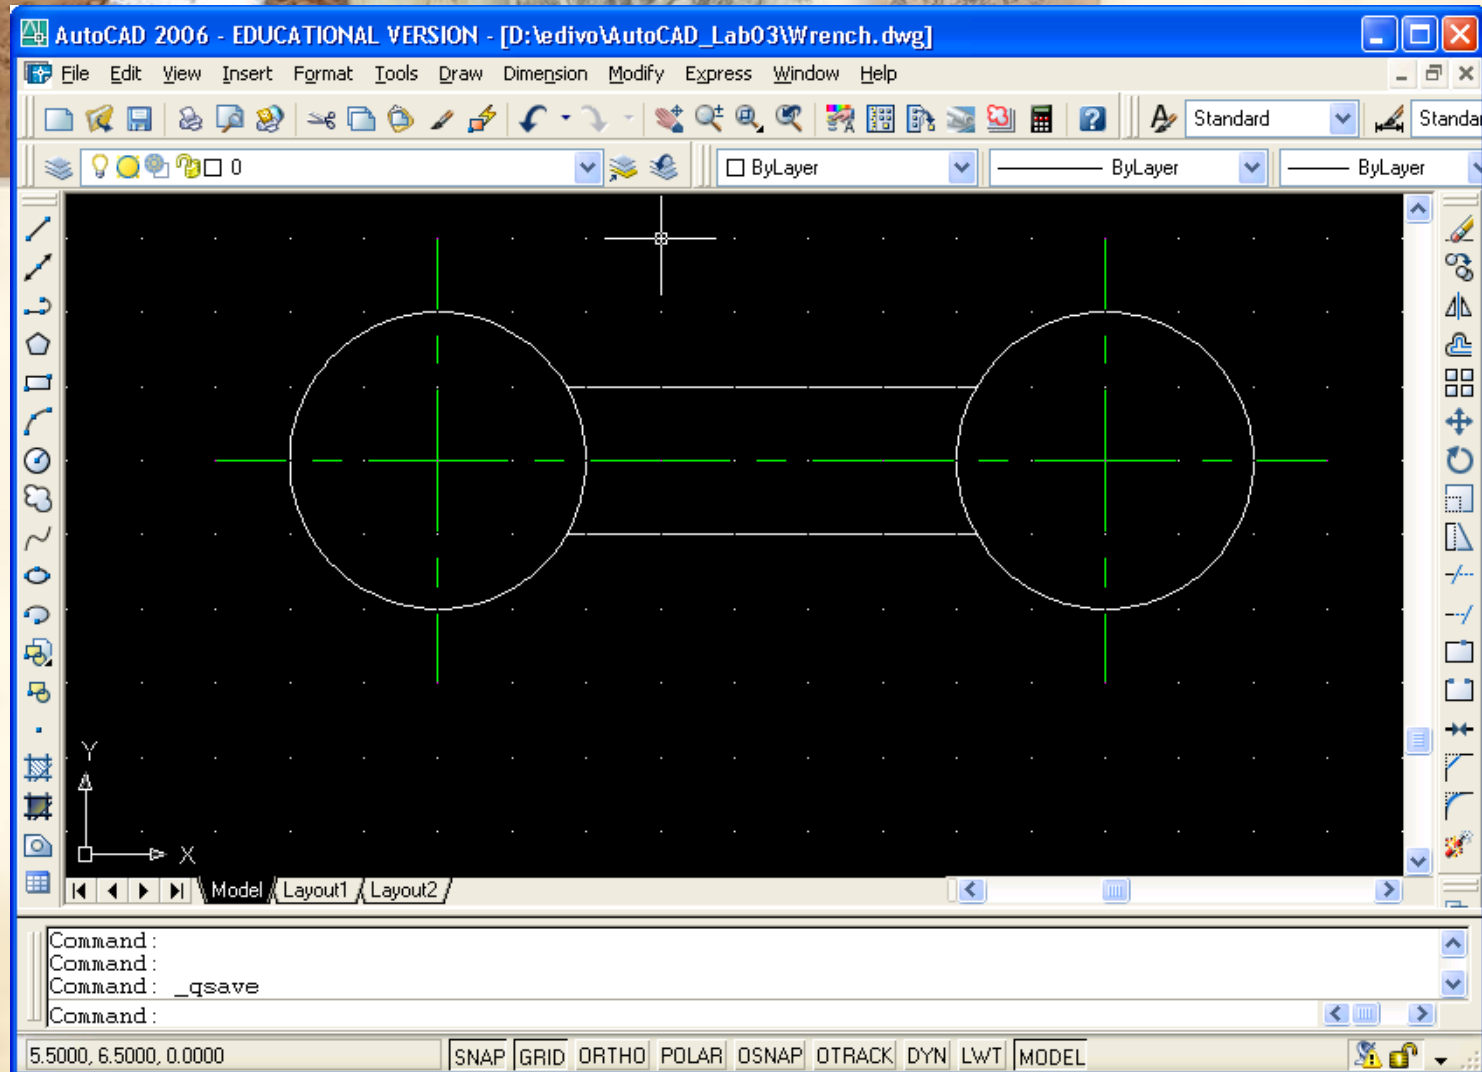 AutoCAD 2006 - EDUCATIONAL VERSION - [D:\edivo\AutoCAD_Lab03\Wrench.dwg]
File Edit View Insert Format Tools Draw Dimension Modify Express Window Help
Standard Standar
0 ByLayer ByLayer ByLayer
Y
X
Model Layout1 Layout2
Command:
Command:
Command: _qsave
Command:
5.5000, 6.5000, 0.0000 SNAP GRID ORTHO POLAR OSNAP OTRACK DYN LWT MODEL